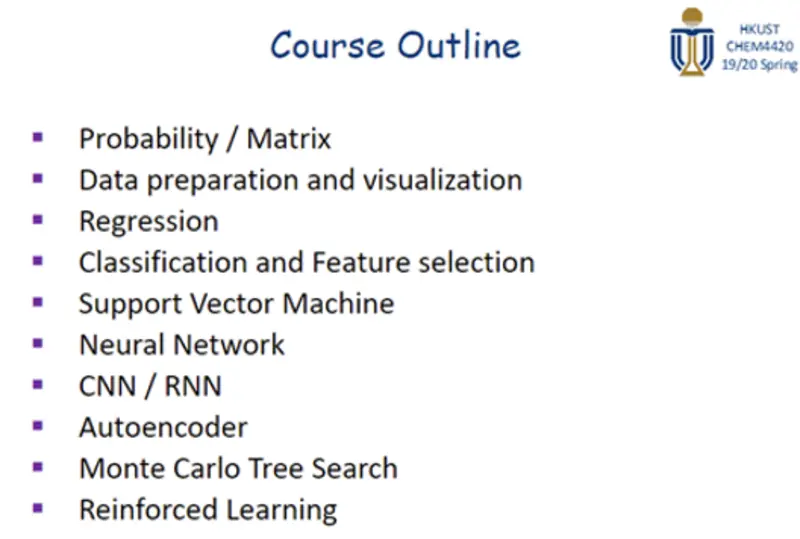 Course Outline
HKUST
CHEM4420
19/20 Spring
Probability / Matrix
Data preparation and visualization
Regression
Classification and Feature selection
Support Vector Machine
Neural Network
CNN / RNN
Autoencoder
Monte Carlo Tree Search
Reinforced Learning